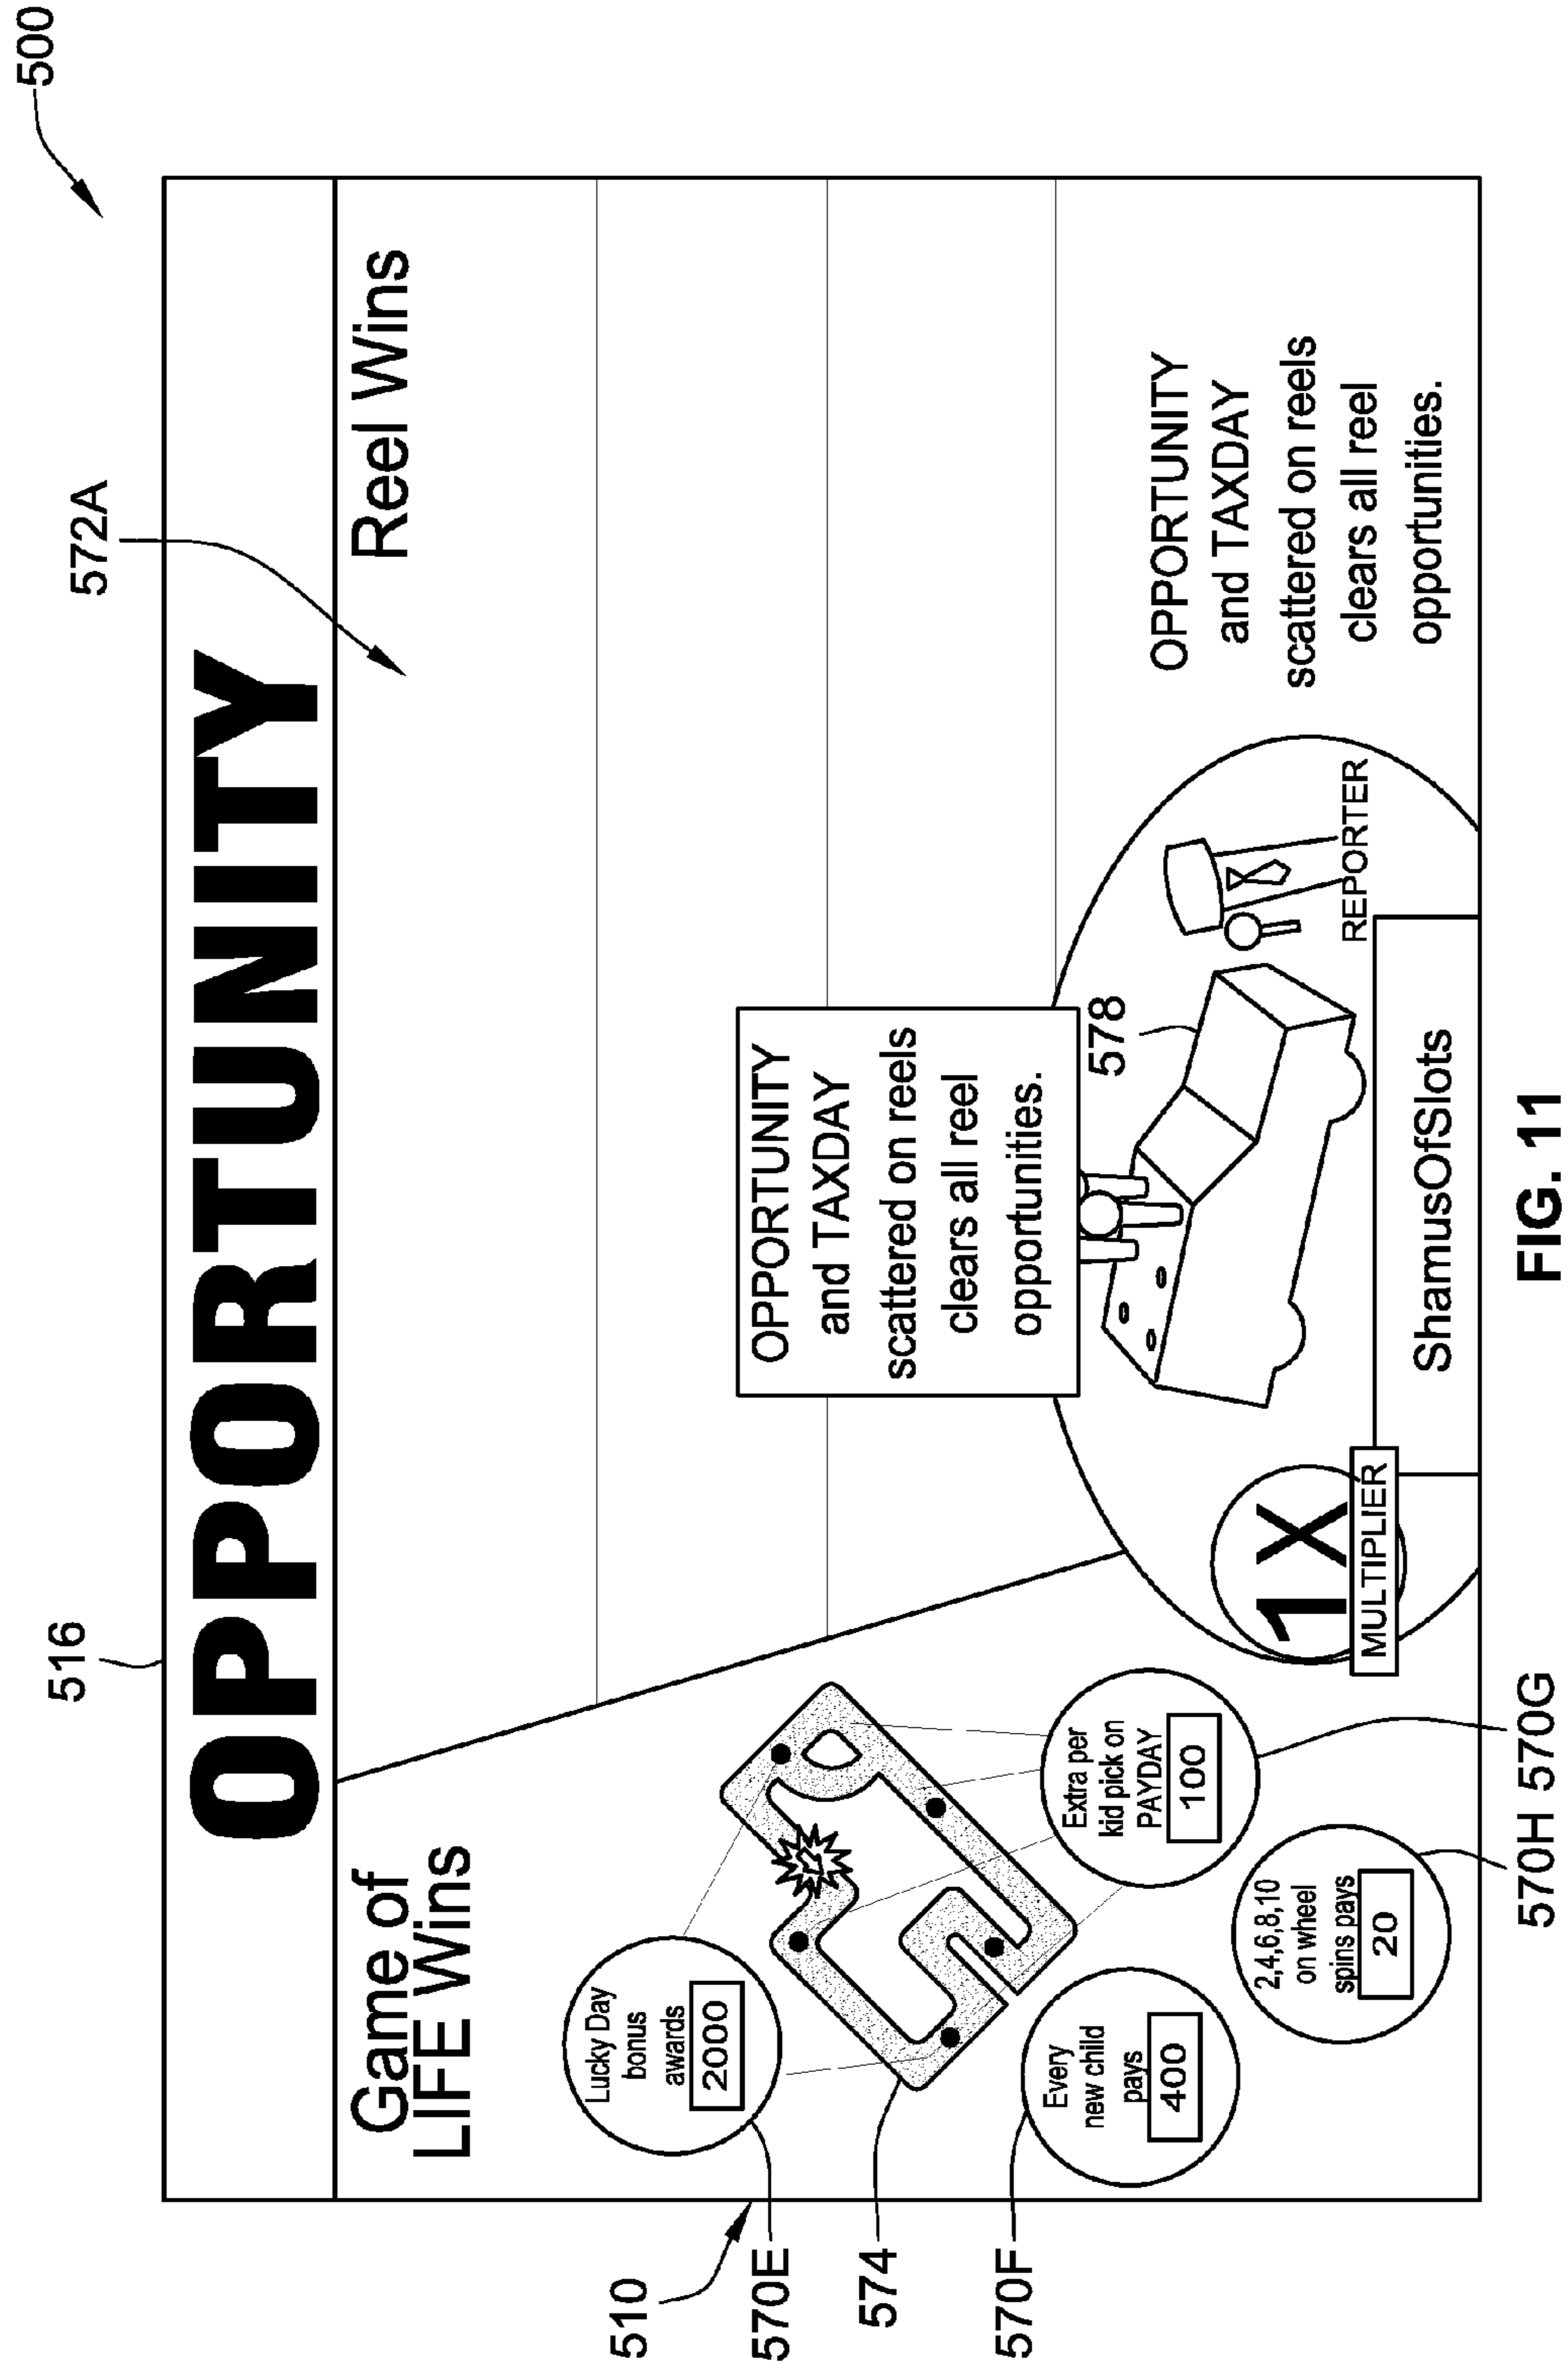 500
516
572A
OPPORTUNITY
Game of
LIFE Wins
Reel Wins
510
570E
574
570F
Lucky Day
bonus
awards
2000
Every
new child
pays
400
Extra per
kid pick on
PAYDAY
100
2,4,6,8,10
on wheel
spins pays
20
570H 570G
OPPORTUNITY
and TAXDAY
scattered on reels
clears all reel
opportunities.
578
1X
MULTIPLIER
REPORTER
ShamusOfSlots
OPPORTUNITY
and TAXDAY
scattered on reels
clears all reel
opportunities.
FIG. 11